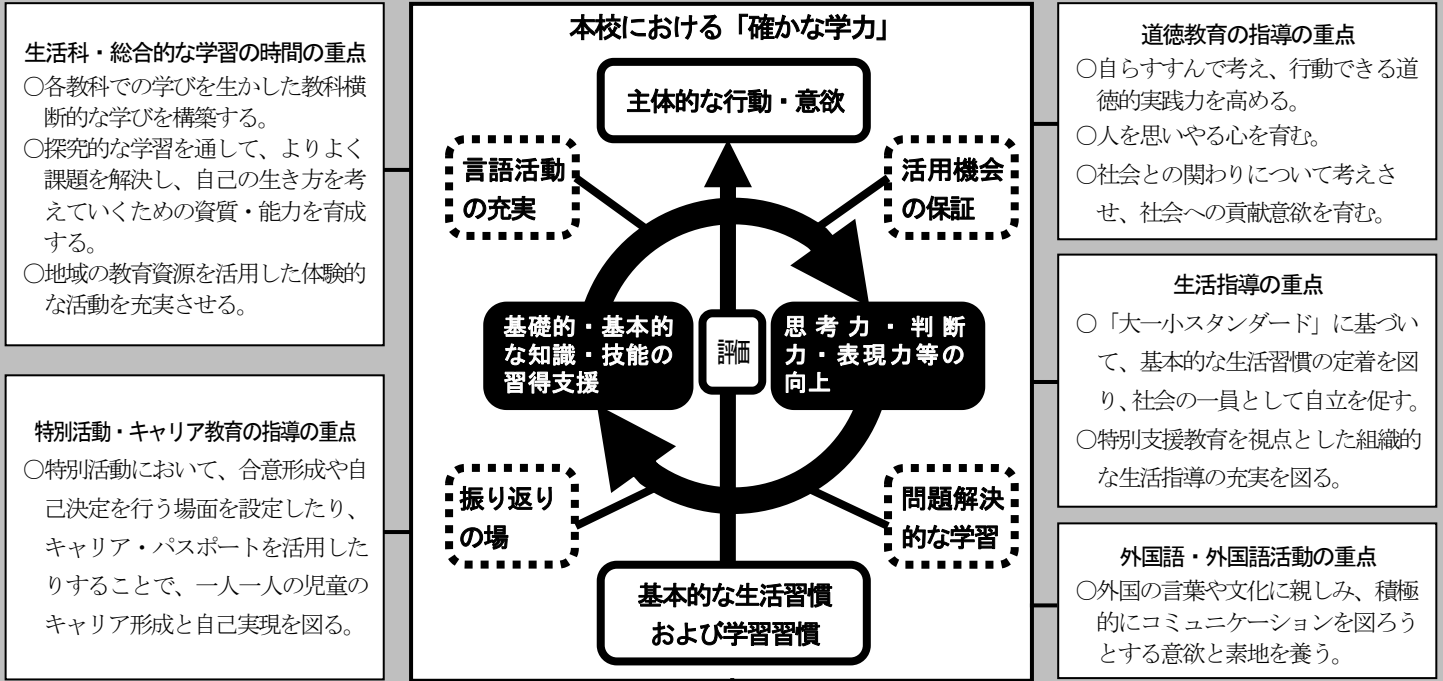 生活科・総合的な学習の時間の重点
○各教科での学びを生かした教科横
断的な学びを構築する。
○探究的な学習を通して、よりよく
課題を解決し、自己の生き方を考
えていくための資質・能力を育成
する。
○地域の教育資源を活用した体験的
な活動を充実させる。
特別活動・キャリア教育の指導の重点
○特別活動において、合意形成や自
己決定を行う場面を設定したり、
キャリア・パスポートを活用した
りすることで、一人一人の児童の
キャリア形成と自己実現を図る。
本校における「確かな学力」
主体的な行動・意欲
言語活動
の充実
活用機会
の保証
基礎的・基本的
な知識・技能の
習得支援
評価
思考力・判断
力・表現力等の
向上
振り返り
の場
問題解決
的な学習
基本的な生活習慣
および学習習慣
道徳教育の指導の重点
○自らすすんで考え、行動できる道
徳的実践力を高める。
○人を思いやる心を育む。
○社会との関わりについて考えさ
せ、社会への貢献意欲を育む。
生活指導の重点
○「大一小スタンダード」に基づい
て、基本的な生活習慣の定着を図
り、社会の一員として自立を促す。
○特別支援教育を視点とした組織的
な生活指導の充実を図る。
外国語・外国語活動の重点
○外国の言葉や文化に親しみ、積極
的にコミュニケーションを図ろう
とする意欲と素地を養う。